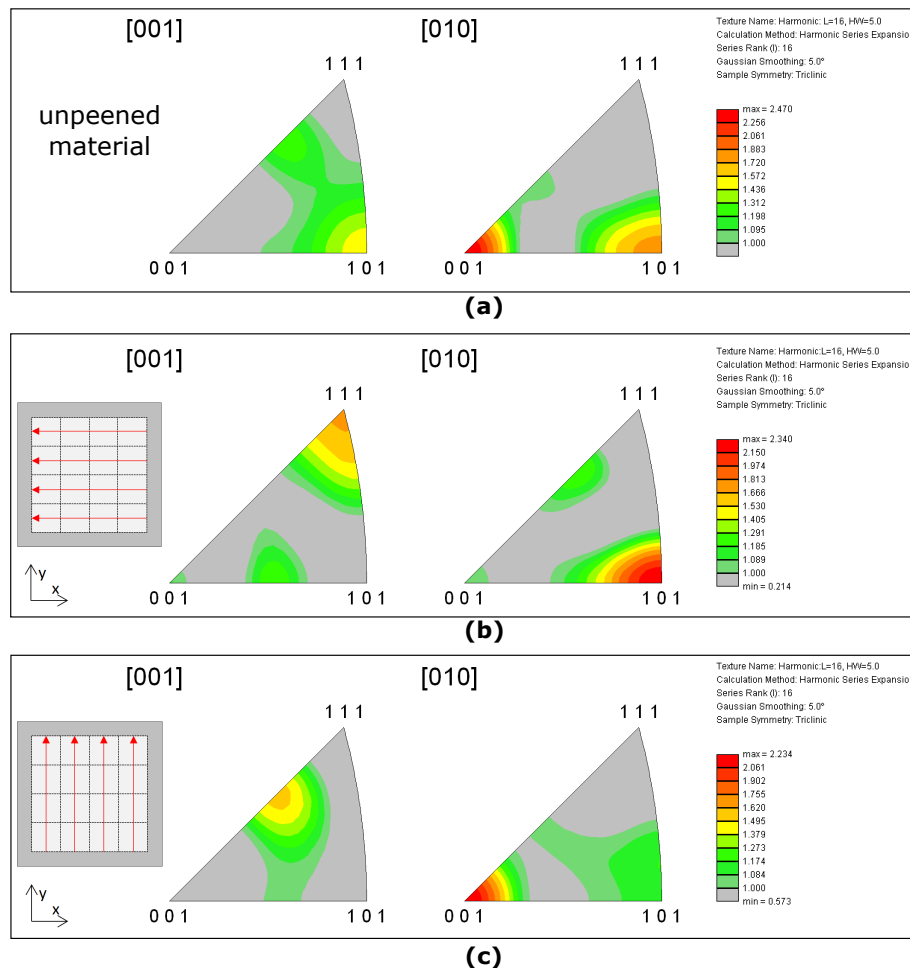 [001]
[010]
unpeened
material
1 1 1
1 1 1
0 0 1
1 0 1
0 0 1
1 0 1
Texture Name: Harmonic: L=16, HW=5.0
Calculation Method: Harmonic Series Expansio
Series Rank (l): 16
Gaussian Smoothing: 5.0°
Sample Symmetry: Triclinic
max = 2.470
2.256
2.061
1.883
1.720
1.572
1.436
1.312
1.198
1.095
1.000
(a)
[001]
[010]
1 1 1
1 1 1
y
x
0 0 1
1 0 1
0 0 1
1 0 1
Texture Name: Harmonic:L=16, HW=5.0
Calculation Method: Harmonic Series Expansio
Series Rank (l): 16
Gaussian Smoothing: 5.0°
Sample Symmetry: Triclinic
max = 2.340
2.150
1.974
1.813
1.666
1.530
1.405
1.291
1.185
1.089
1.000
min = 0.214
(b)
[001]
[010]
1 1 1
1 1 1
y
x
0 0 1
1 0 1
0 0 1
1 0 1
Texture Name: Harmonic:L=16, HW=5.0
Calculation Method: Harmonic Series Expansio
Series Rank (l): 16
Gaussian Smoothing: 5.0°
Sample Symmetry: Triclinic
max = 2.234
2.061
1.902
1.755
1.620
1.495
1.379
1.273
1.174
1.084
1.000
min = 0.573
(c)